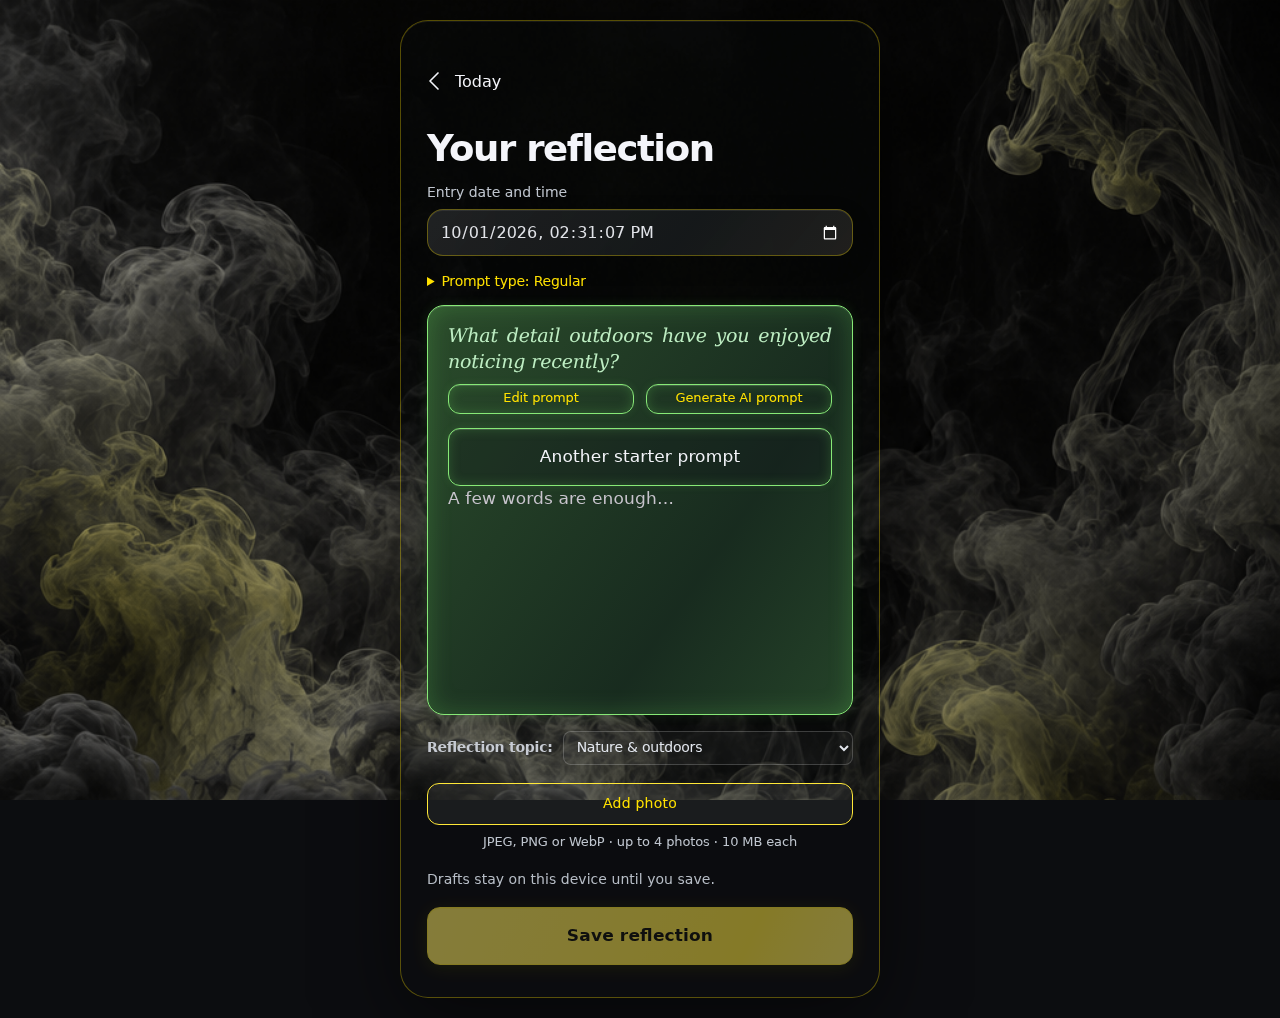 Today
Your reflection
Entry date and time
10/01/2026, 02:31:07 PM
Prompt type: Regular
What detail outdoors have you enjoyed
noticing recently?
Edit prompt
Generate AI prompt
Another starter prompt
A few words are enough...
Reflection topic:
Nature & outdoors
Add photo
JPEG, PNG or WebP · up to 4 photos · 10 MB each
Drafts stay on this device until you save.
Save reflection